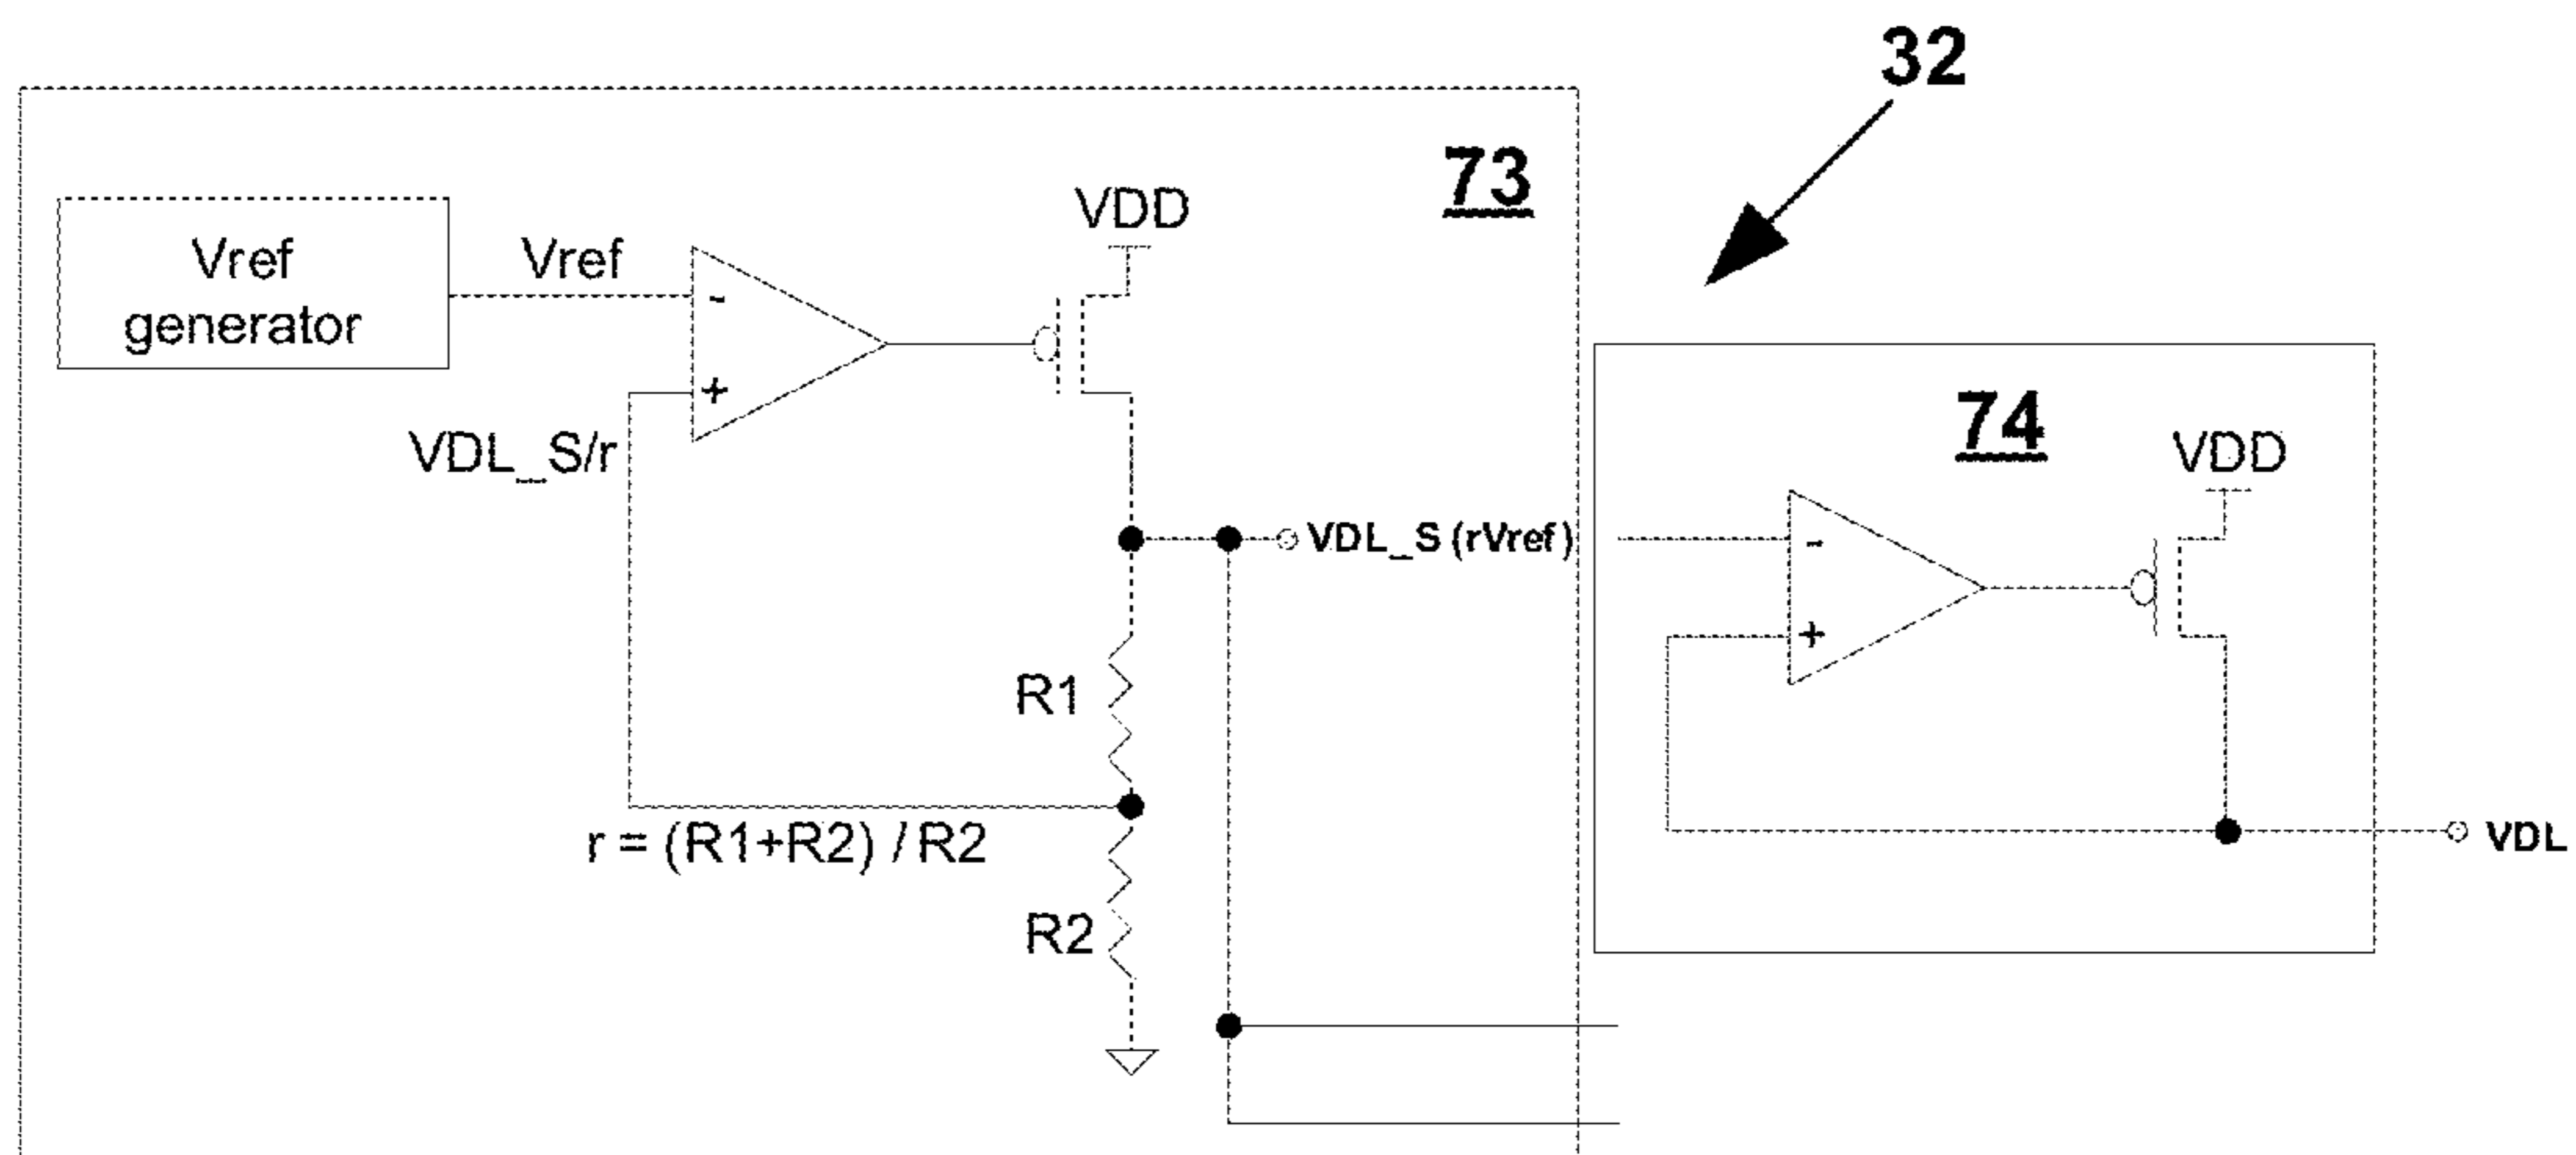 32
73
VDD
Vref
generator
Vref
-
+
VDL_S/r
74
VDD
VDL_S (rVref)
-
+
R1
r = (R1+R2) / R2
VDL
R2